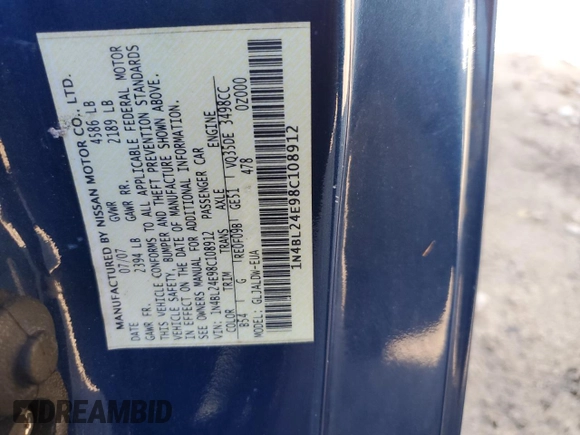 MANUFACTURED BY NISSAN MOTOR CO., LTD.
07/07 4586 LB
DATE GVWR
2394 LB 2189 LB
GAWR FR. GAWR RR.
THIS VEHICLE CONFORMS TO ALL APPLICABLE FEDERAL MOTOR
VEHICLE SAFETY, BUMPER AND THEFT PREVENTION STANDARDS
IN EFFECT ON THE DATE OF MANUFACTURE SHOWN ABOVE.
SEE OWNERS MANUAL FOR ADDITIONAL INFORMATION.
VIN: 1N4BL24E98C108912 PASSENGER CAR
COLOR TRIM TRANS AXLE ENGINE
B54 G RE0F09B GE51 VQ35DE 3498CC
MODEL: GLJALDW-EUA 478 0Z000
1N4BL24E98C108912
DREAMBID